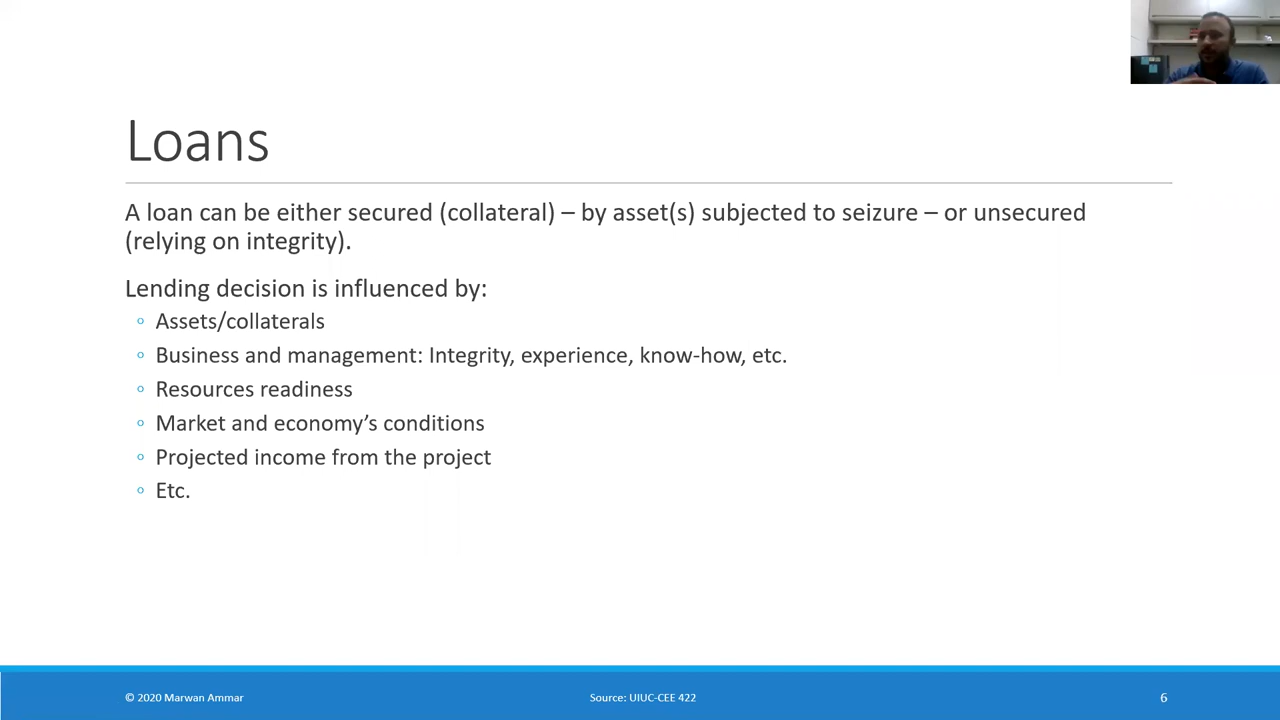 Loans
A loan can be either secured (collateral) – by asset(s) subjected to seizure – or unsecured
(relying on integrity).
Lending decision is influenced by:
◦ Assets/collaterals
◦ Business and management: Integrity, experience, know-how, etc.
◦ Resources readiness
◦ Market and economy’s conditions
◦ Projected income from the project
◦ Etc.
© 2020 Marwan Ammar
Source: UIUC-CEE 422
6